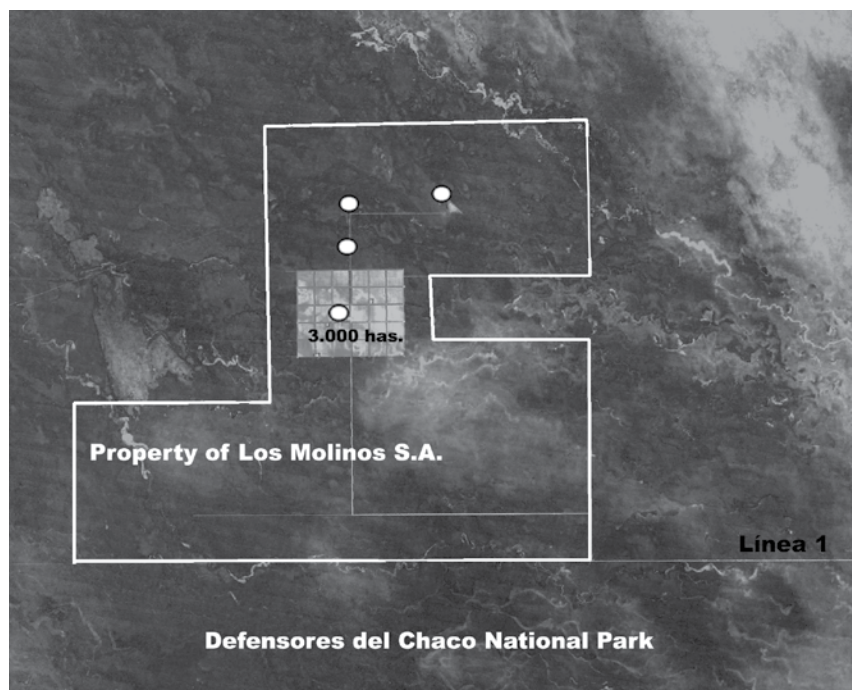 3.000 has.
Property of Los Molinos S.A.
Línea 1
Defensores del Chaco National Park